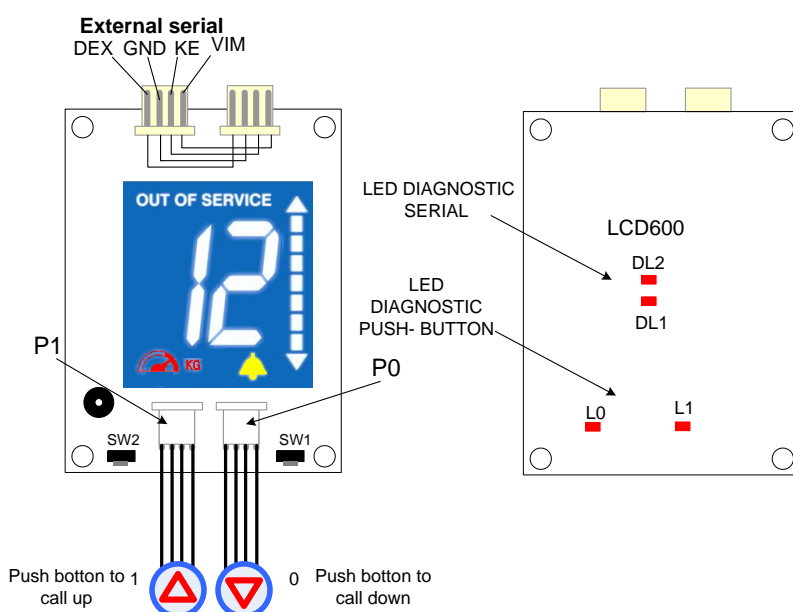 External serial
DEX GND KE VIM
OUT OF SERVICE
12
KG
P1
P0
SW2
SW1
Push botton to
call up
1
0
Push botton to
call down
LED DIAGNOSTIC
SERIAL
LCD600
DL2
DL1
LED
DIAGNOSTIC
PUSH- BUTTON
L0
L1